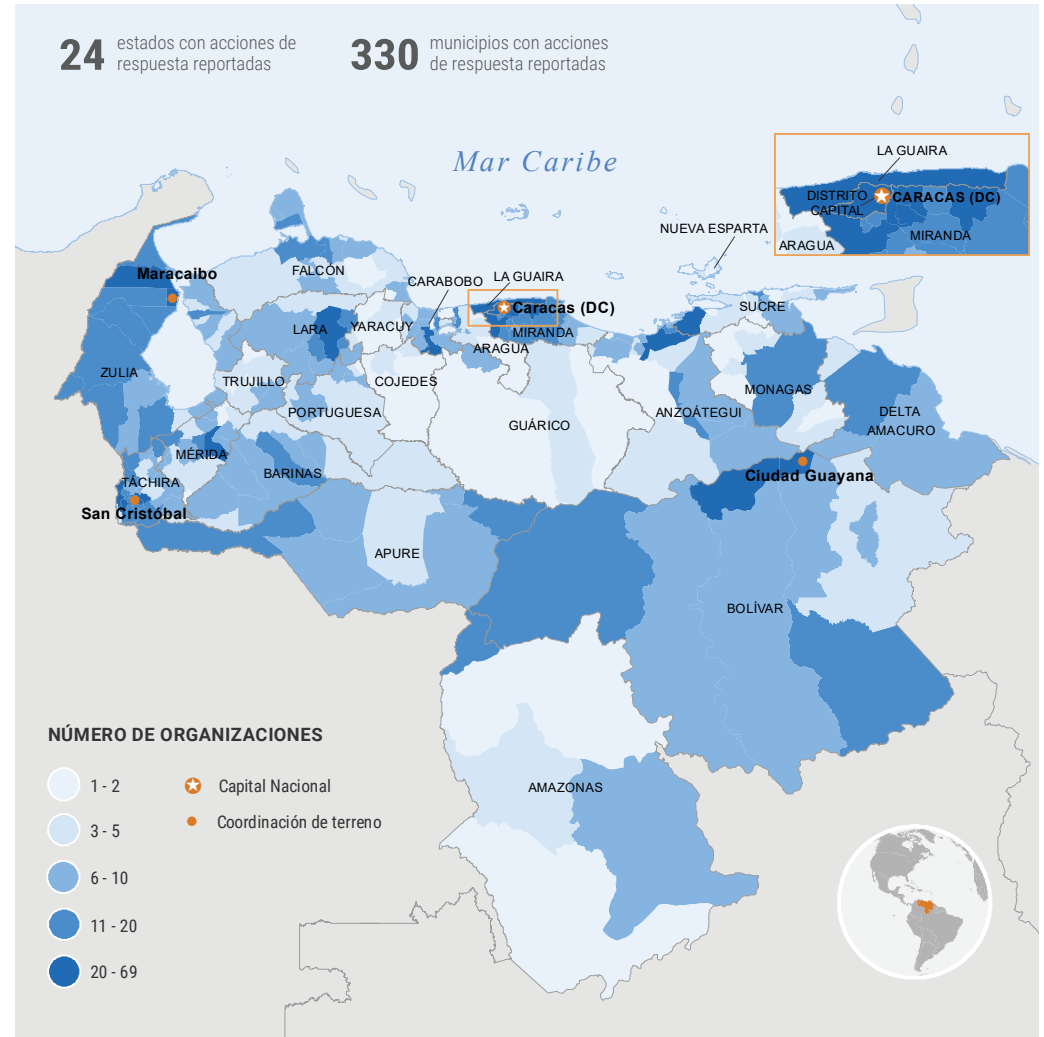 24 estados con acciones de
respuesta reportadas
330 municipios con acciones
de respuesta reportadas
Mar Caribe
LA GUAIRA
DISTRITO
CAPITAL
CARACAS (DC)
MIRANDA
ARAGUA
NUEVA ESPARTA
Maracaibo
FALCÓN
CARABOBO
LA GUAIRA
Caracas (DC)
SUCRE
LARA
YARACUY
MIRANDA
ARAGUA
ZULIA
TRUJILLO
COJEDES
MONAGAS
PORTUGUESA
GUÁRICO
ANZOÁTEGUI
DELTA
AMACURO
MÉRIDA
BARINAS
TÁCHIRA
Ciudad Guayana
San Cristóbal
APURE
BOLÍVAR
AMAZONAS
NÚMERO DE ORGANIZACIONES
1 - 2
3 - 5
6 - 10
11 - 20
20 - 69
Capital Nacional
Coordinación de terreno